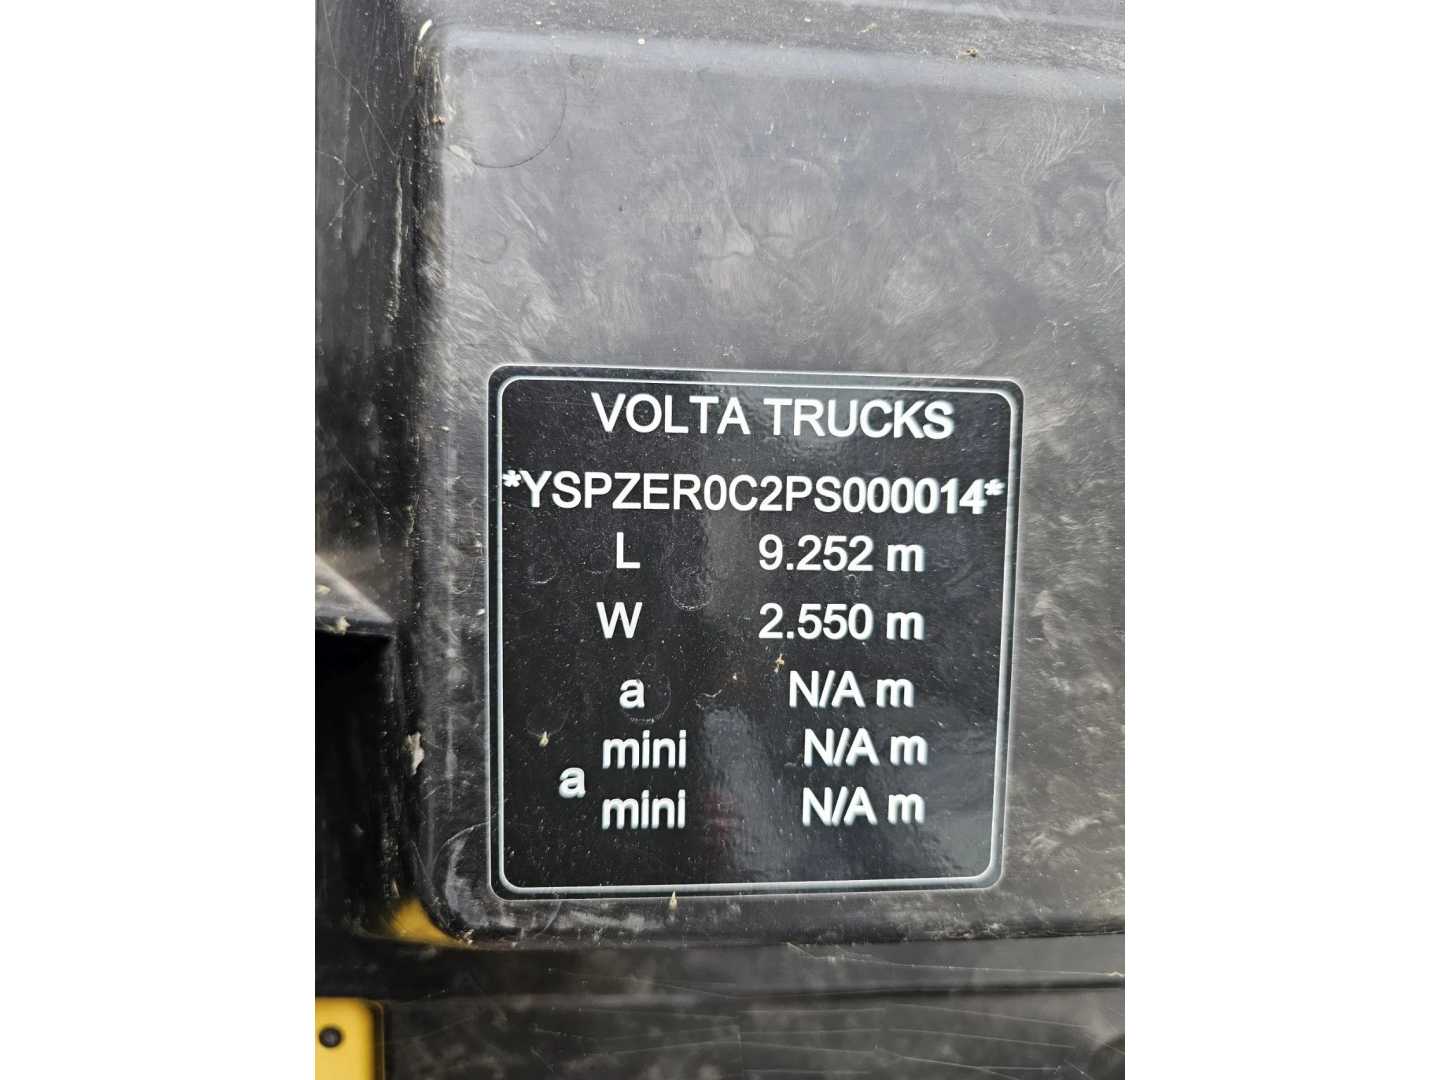 VOLTA TRUCKS
*YSPZER0C2PS000014*
L 9.252 m
W 2.550 m
a N/A m
mini N/A m
a
mini N/A m